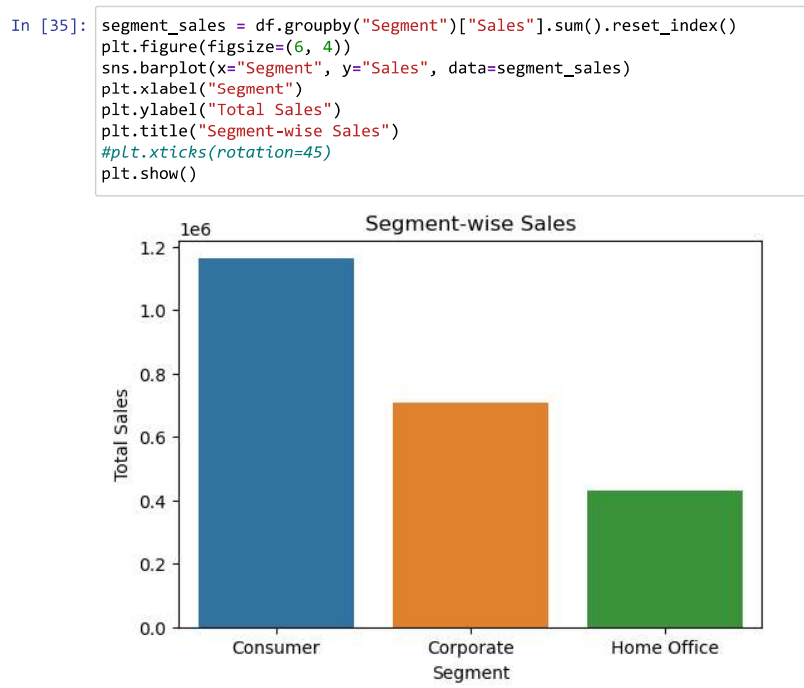 In [35]: segment_sales = df.groupby("Segment")["Sales"].sum().reset_index()
plt.figure(figsize=(6, 4))
sns.barplot(x="Segment", y="Sales", data=segment_sales)
plt.xlabel("Segment")
plt.ylabel("Total Sales")
plt.title("Segment-wise Sales")
#plt.xticks(rotation=45)
plt.show()
Segment-wise Sales
1e6
1.2
1.0
0.8
0.6
0.4
0.2
0.0
Total Sales
Consumer Corporate Home Office
Segment